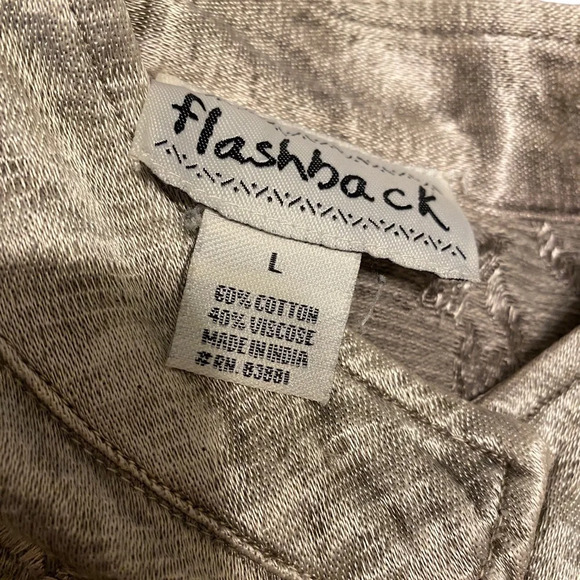 flashback
L
60% COTTON
40% VISCOSE
MADE IN INDIA
#RN. 83881